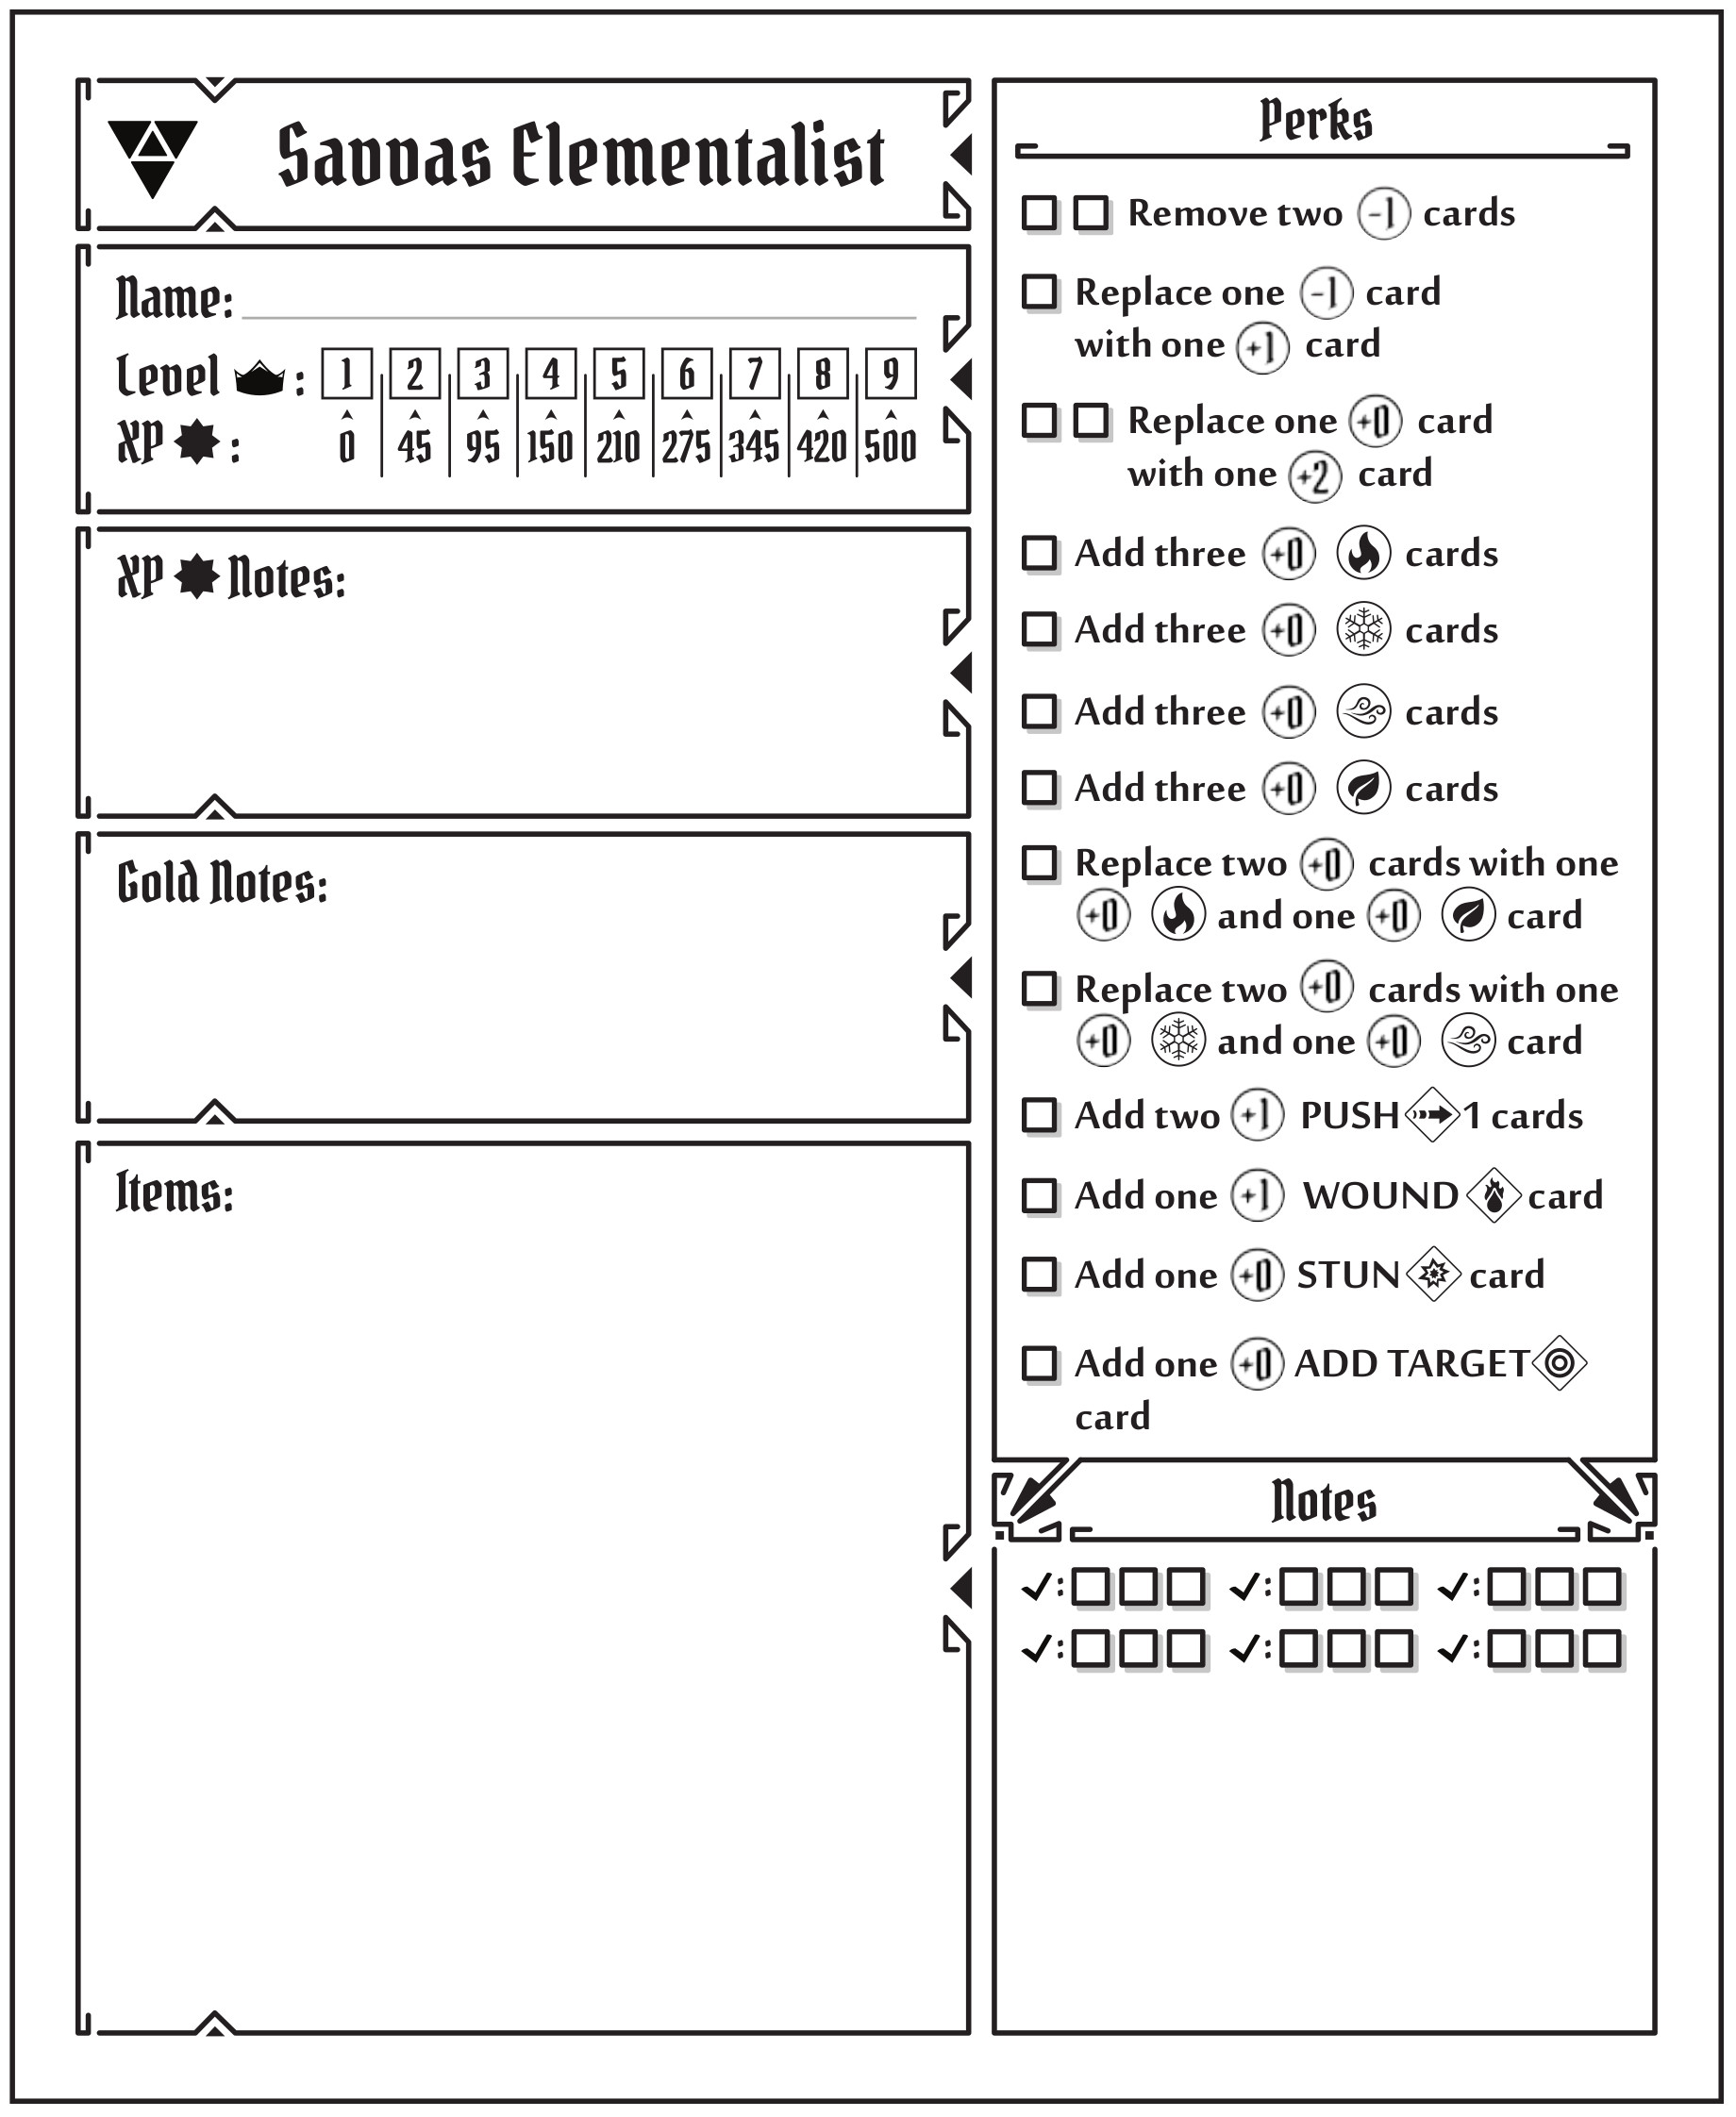 Savvas Elementalist
Name:
Level : 1 2 3 4 5 6 7 8 9
XP : 0 45 95 150 210 275 345 420 500
XP Notes:
Gold Notes:
Items:
Perks
Remove two -1 cards
Replace one -1 card
with one +1 card
Replace one +0 card
with one +2 card
Add three +0 cards
Add three +0 cards
Add three +0 cards
Add three +0 cards
Replace two +0 cards with one
+0 and one +0 card
Replace two +0 cards with one
+0 and one +0 card
Add two +1 PUSH 1 cards
Add one +1 WOUND card
Add one +0 STUN card
Add one +0 ADD TARGET
card
Notes
✓: ✓: ✓:
✓: ✓: ✓: